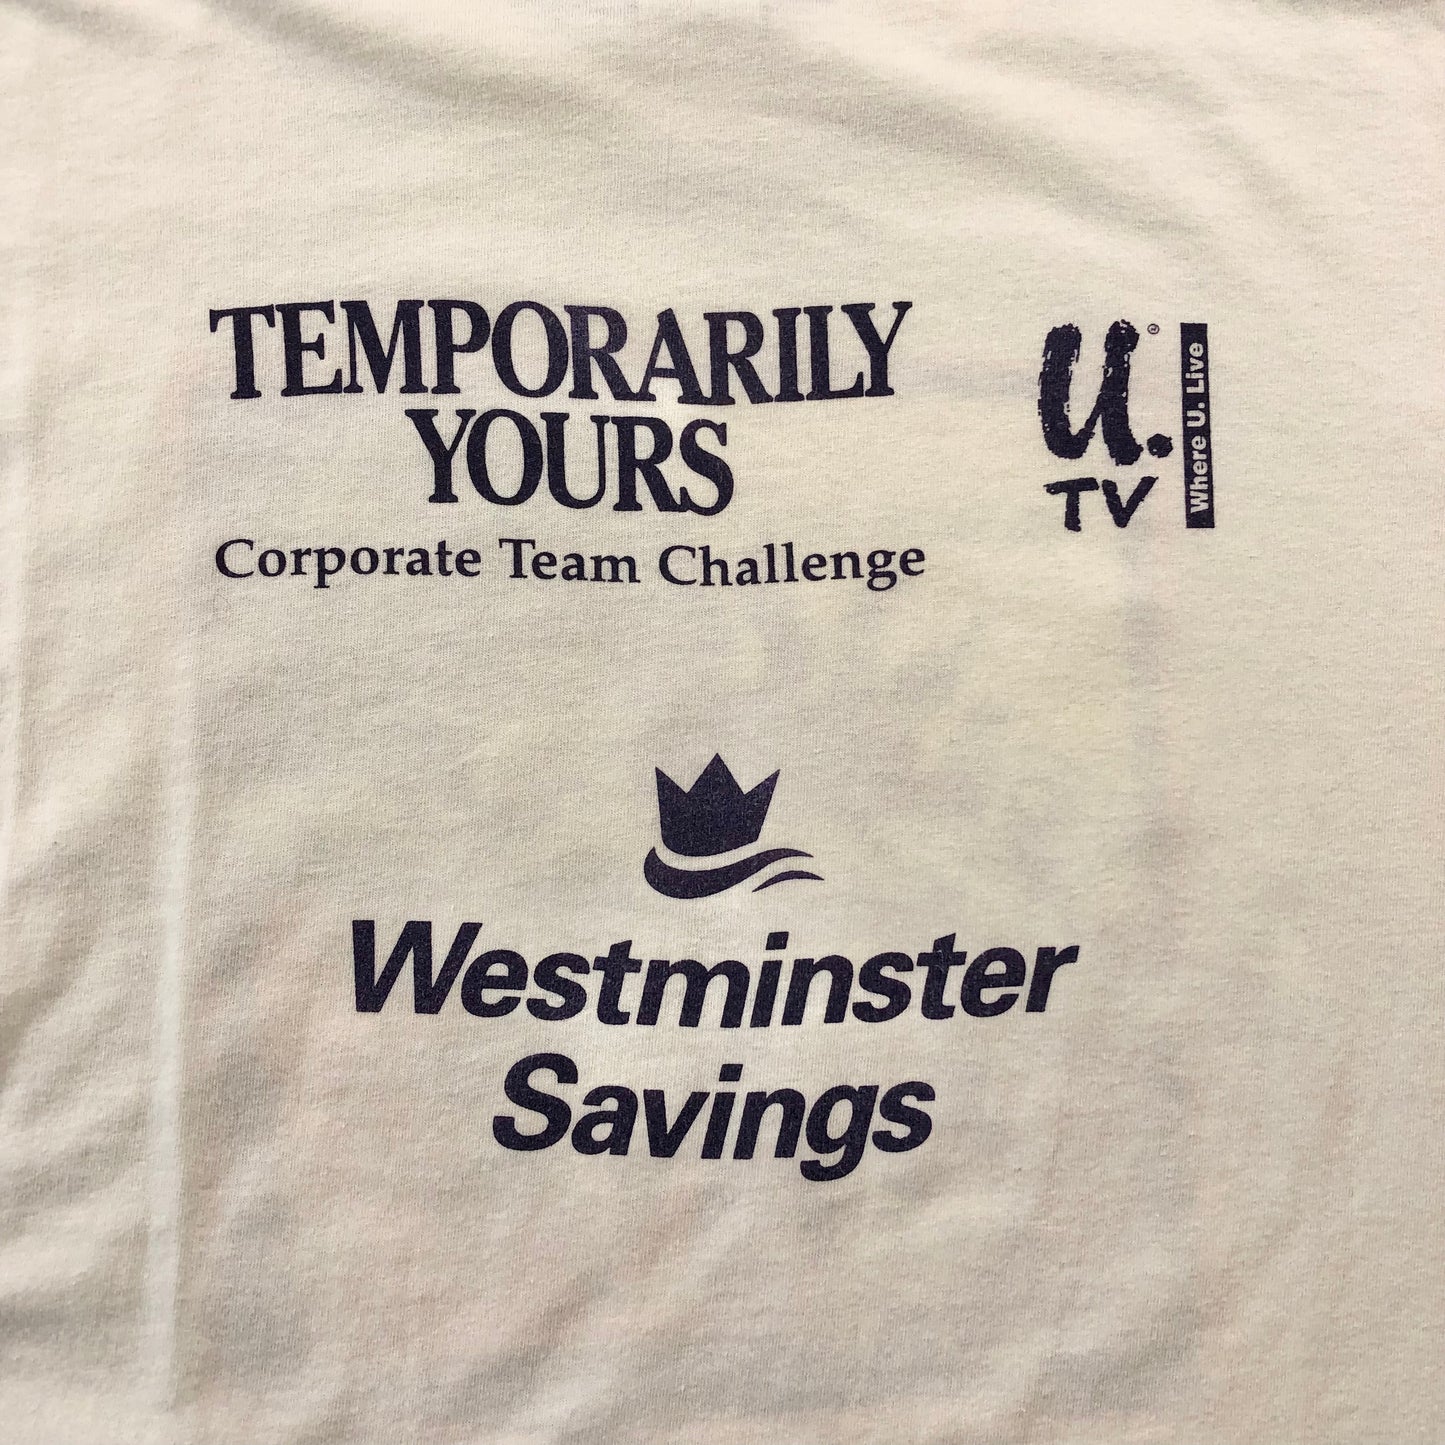 TEMPORARILY
YOURS
Corporate Team Challenge
U.
TV
Where U. Live
Westminster
Savings